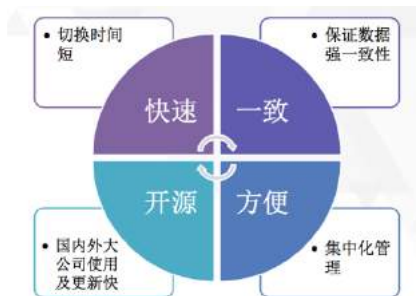 • 切换时间
短
• 保证数据
强一致性
快速
一致
开源
方便
• 国内外大
公司使用
及更新快
• 集中化管
理